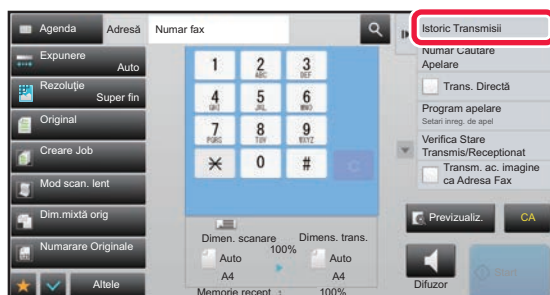 Agenda
Adresă
Numar fax
Istoric Transmisii
Expunere
Auto
Numar Cautare
Apelare
Rezoluţie
Super fin
Trans. Directă
Original
Program apelare
Setari inreg. de apel
Creare Job
Verifica Stare
Transmis/Receptionat
Mod scan. lent
Transm. ac. imagine
ca Adresa Fax
Dim.mixtă orig
Numarare Originale
Altele
1
2 ABC
3 DEF
4 GHI
5 JKL
6 MNO
7 PQRS
8 TUV
9 WXYZ
0
#
C
Dimen. scanare
Dimens. trans.
100%
Auto
Auto
A4
A4
Memorie recept.:
100%
Previzualiz.
CA
Difuzor
Start